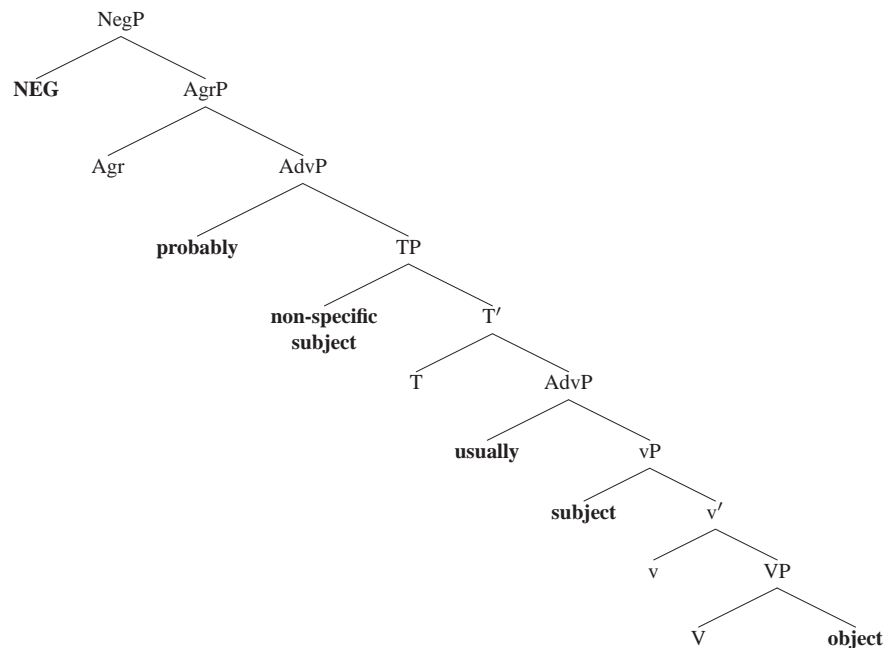 NegP
NEG AgrP
Agr AdvP
probably TP
non-specific
subject
T′
T AdvP
usually vP
subject v′
v VP
V object